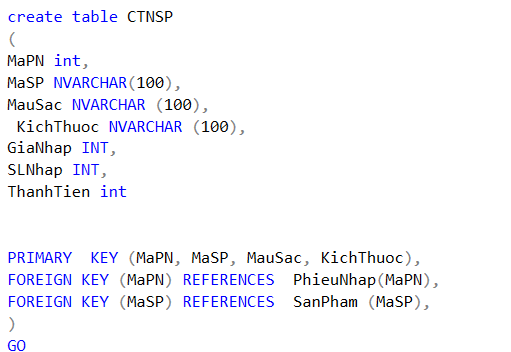 create table CTNSP
(
MaPN int,
MaSP NVARCHAR(100),
MauSac NVARCHAR (100),
KichThuoc NVARCHAR (100),
GiaNhap INT,
SLNhap INT,
ThanhTien int
PRIMARY  KEY (MaPN, MaSP, MauSac, KichThuoc),
FOREIGN KEY (MaPN) REFERENCES  PhieuNhap(MaPN),
FOREIGN KEY (MaSP) REFERENCES  SanPham (MaSP),
)
GO